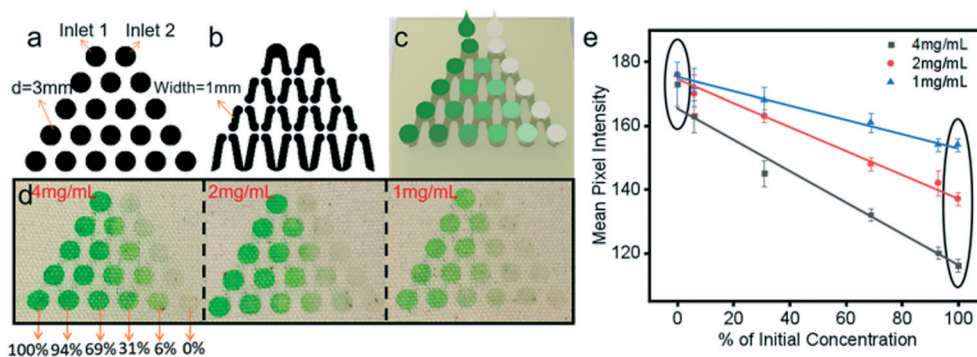 a
Inlet 1 Inlet 2
d=3mm
b
Width=1mm
c
d
4mg/mL
2mg/mL
1mg/mL
100% 94% 69% 31% 6% 0%
e
4mg/mL
2mg/mL
1mg/mL
Mean Pixel Intensity
180
160
140
120
0 20 40 60 80 100
% of Initial Concentration